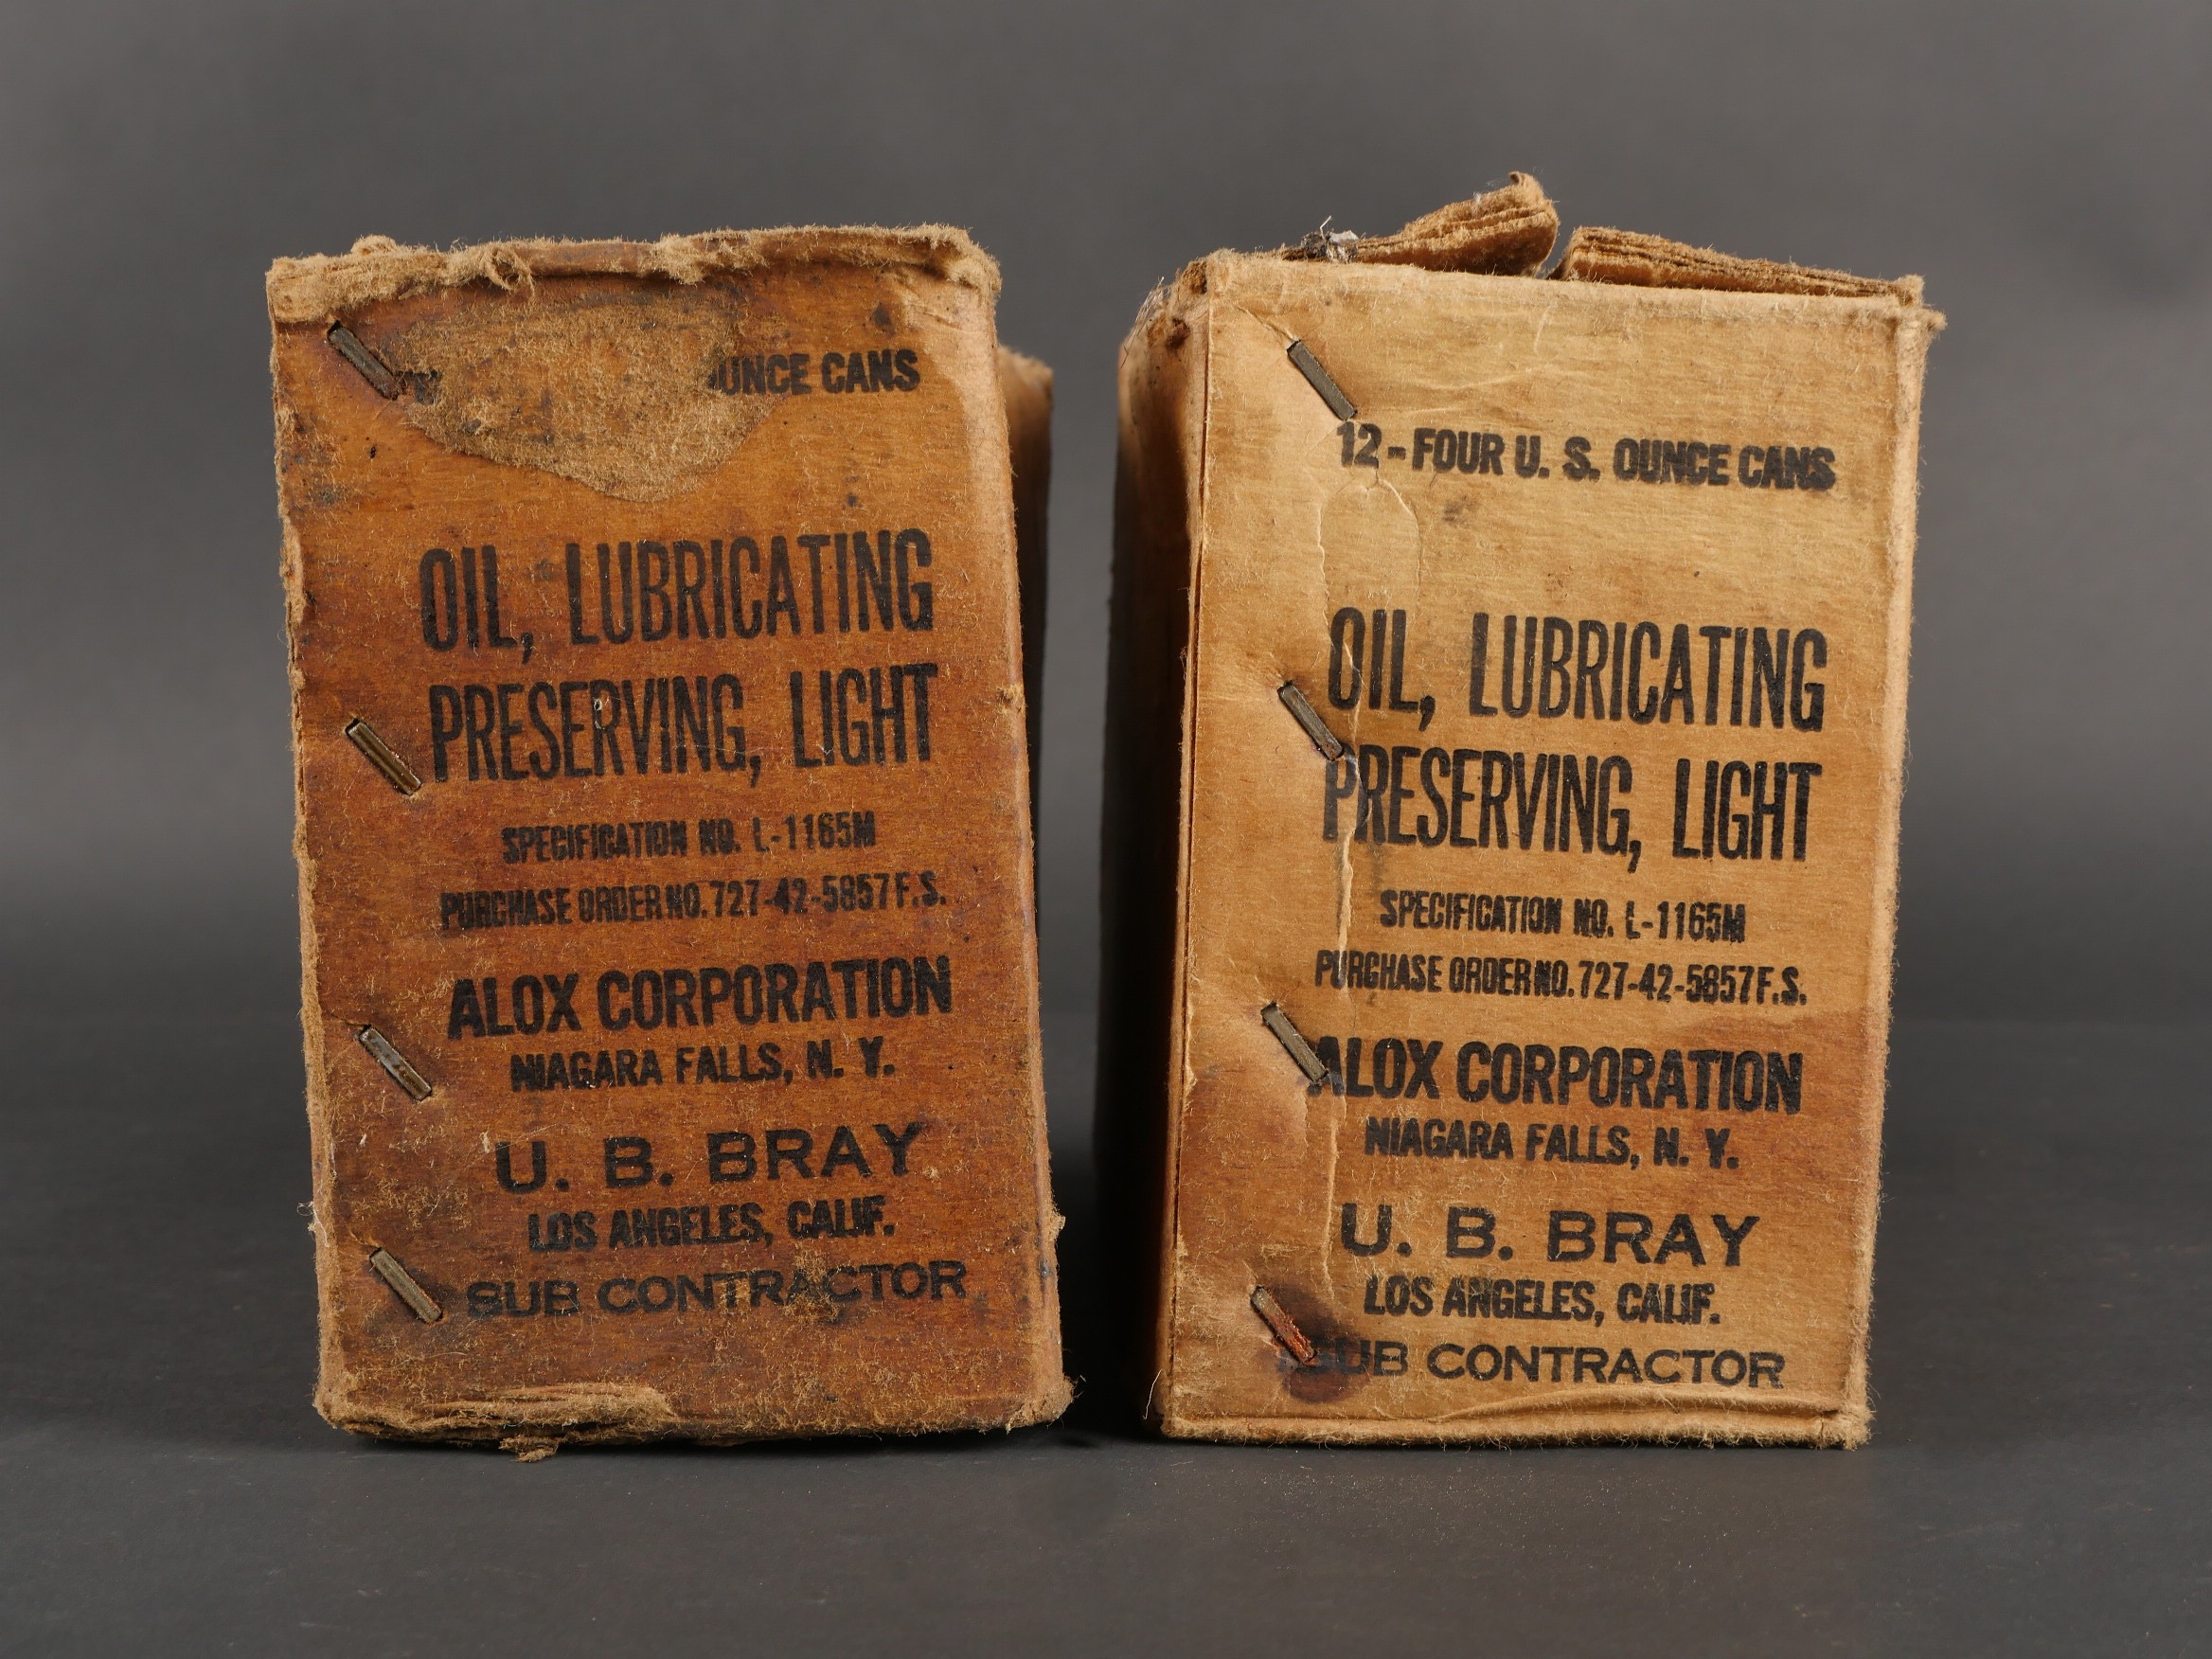 OUNCE CANS
OIL, LUBRICATING
PRESERVING, LIGHT
SPECIFICATION NO. L-1165M
PURCHASE ORDER NO. 727-42-5857 F.S.
ALOX CORPORATION
NIAGARA FALLS, N. Y.
U. B. BRAY
LOS ANGELES, CALIF.
SUB CONTRACTOR
12-FOUR U. S. OUNCE CANS
OIL, LUBRICATING
PRESERVING, LIGHT
SPECIFICATION NO. L-1165M
PURCHASE ORDER NO. 727-42-5857 F.S.
ALOX CORPORATION
NIAGARA FALLS, N. Y.
U. B. BRAY
LOS ANGELES, CALIF.
SUB CONTRACTOR